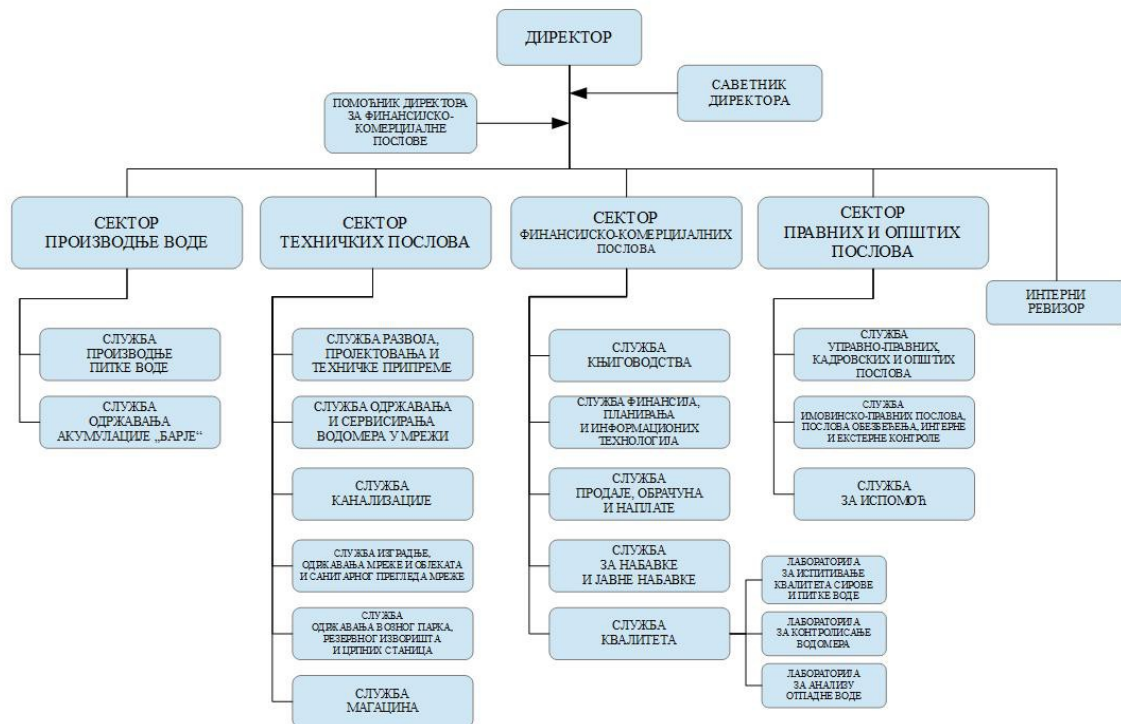 ДИРЕКТОР
САВЕТНИК
ДИРЕКТОРА
ПОМОЋНИК ДИРЕКТОРА
ЗА ФИНАНСИЈСКО-
КОМЕРЦИЈАЛНЕ
ПОСЛОВЕ
СЕКТОР
ПРОИЗВОДЊЕ ВОДЕ
СЕКТОР
ТЕХНИЧКИХ ПОСЛОВА
СЕКТОР
ФИНАНСИЈСКО-КОМЕРЦИЈАЛНИХ
ПОСЛОВА
СЕКТОР
ПРАВНИХ И ОПШТИХ
ПОСЛОВА
ИНТЕРНИ
РЕВИЗОР
СЛУЖБА
ПРОИЗВОДЊЕ
ПИТКЕ ВОДЕ
СЛУЖБА
ОДРЖАВАЊА
АКУМУЛАЦИЈЕ „БАРЈЕ“
СЛУЖБА РАЗВОЈА,
ПРОЈЕКТОВАЊА И
ТЕХНИЧКЕ ПРИПРЕМЕ
СЛУЖБА ОДРЖАВАЊА
И СЕРВИСИРАЊА
ВОДОМЕРА У МРЕЖИ
СЛУЖБА
КАНАЛИЗАЦИЈЕ
СЛУЖБА ИЗГРАДЊЕ,
ОДРЖАВАЊА МРЕЖЕ И ОБЈЕКАТА
И САНИТАРНОГ ПРЕГЛЕДА МРЕЖЕ
СЛУЖБА
ОДРЖАВАЊА ВОЗНОГ ПАРКА,
РЕЗЕРВНОГ ИЗВОРИШТА
И ЦРПНИХ СТАНИЦА
СЛУЖБА
МАГАЦИНА
СЛУЖБА
КЊИГОВОДСТВА
СЛУЖБА ФИНАНСИЈА,
ПЛАНИРАЊА
И ИНФОРМАЦИОНИХ
ТЕХНОЛОГИЈА
СЛУЖБА
ПРОДАЈЕ, ОБРАЧУНА
И НАПЛАТЕ
СЛУЖБА
ЗА НАБАВКЕ
И ЈАВНЕ НАБАВКЕ
СЛУЖБА
КВАЛИТЕТА
ЛАБОРАТОРИЈА
ЗА ИСПИТИВАЊЕ
КВАЛИТЕТА СИРОВЕ
И ПИТКЕ ВОДЕ
ЛАБОРАТОРИЈА
ЗА КОНТРОЛИСАЊЕ
ВОДОМЕРА
ЛАБОРАТОРИЈА
ЗА АНАЛИЗУ
ОТПАДНЕ ВОДЕ
СЛУЖБА
УПРАВНО-ПРАВНИХ,
КАДРОВСКИХ И ОПШТИХ
ПОСЛОВА
СЛУЖБА
ИМОВИНСКО-ПРАВНИХ ПОСЛОВА,
ПОСЛОВА ОБЕЗБЕЂЕЊА, ИНТЕРНЕ
И ЕКСТЕРНЕ КОНТРОЛЕ
СЛУЖБА
ЗА ИСПОМОЋ